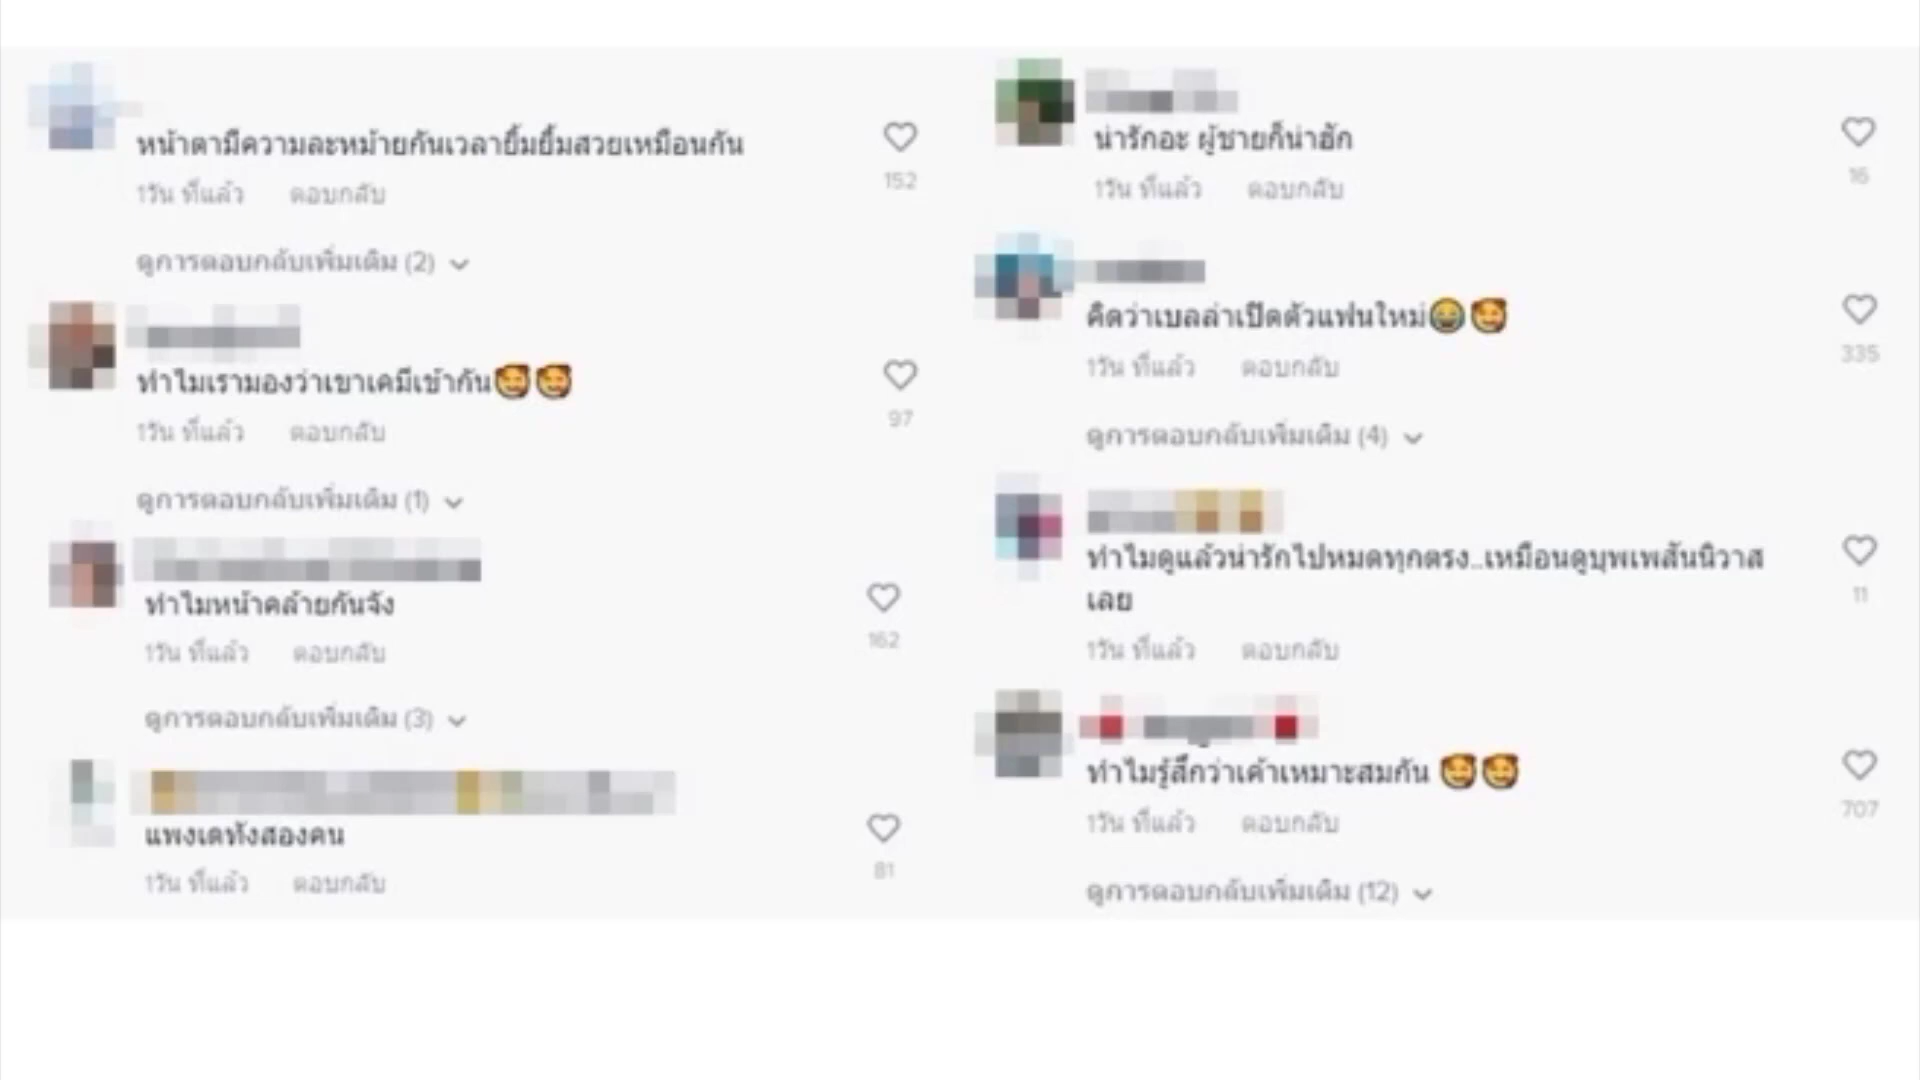 หน้าตามีความละหม้ายกันเวลายิ้มยิ้มสวยเหมือนกัน
152
1วัน ที่แล้ว ตอบกลับ
ดูการตอบกลับเพิ่มเติม (2)
ทำไมเรามองว่าเขาเคมีเข้ากัน🥰🥰
97
1วัน ที่แล้ว ตอบกลับ
ดูการตอบกลับเพิ่มเติม (1)
ทำไมหน้าคล้ายกันจัง
162
1วัน ที่แล้ว ตอบกลับ
ดูการตอบกลับเพิ่มเติม (3)
แพงเดทั้งสองคน
81
1วัน ที่แล้ว ตอบกลับ
น่ารักอะ ผู้ชายก็น่าฮัก
16
1วัน ที่แล้ว ตอบกลับ
คิดว่าเบลล่าเปิดตัวแฟนใหม่😂🥰
335
1วัน ที่แล้ว ตอบกลับ
ดูการตอบกลับเพิ่มเติม (4)
ทำไมดูแล้วน่ารักไปหมดทุกตรง..เหมือนดูบุพเพสันนิวาส
เลย
11
1วัน ที่แล้ว ตอบกลับ
ทำไมรู้สึกว่าเค้าเหมาะสมกัน 🥰🥰
707
1วัน ที่แล้ว ตอบกลับ
ดูการตอบกลับเพิ่มเติม (12)